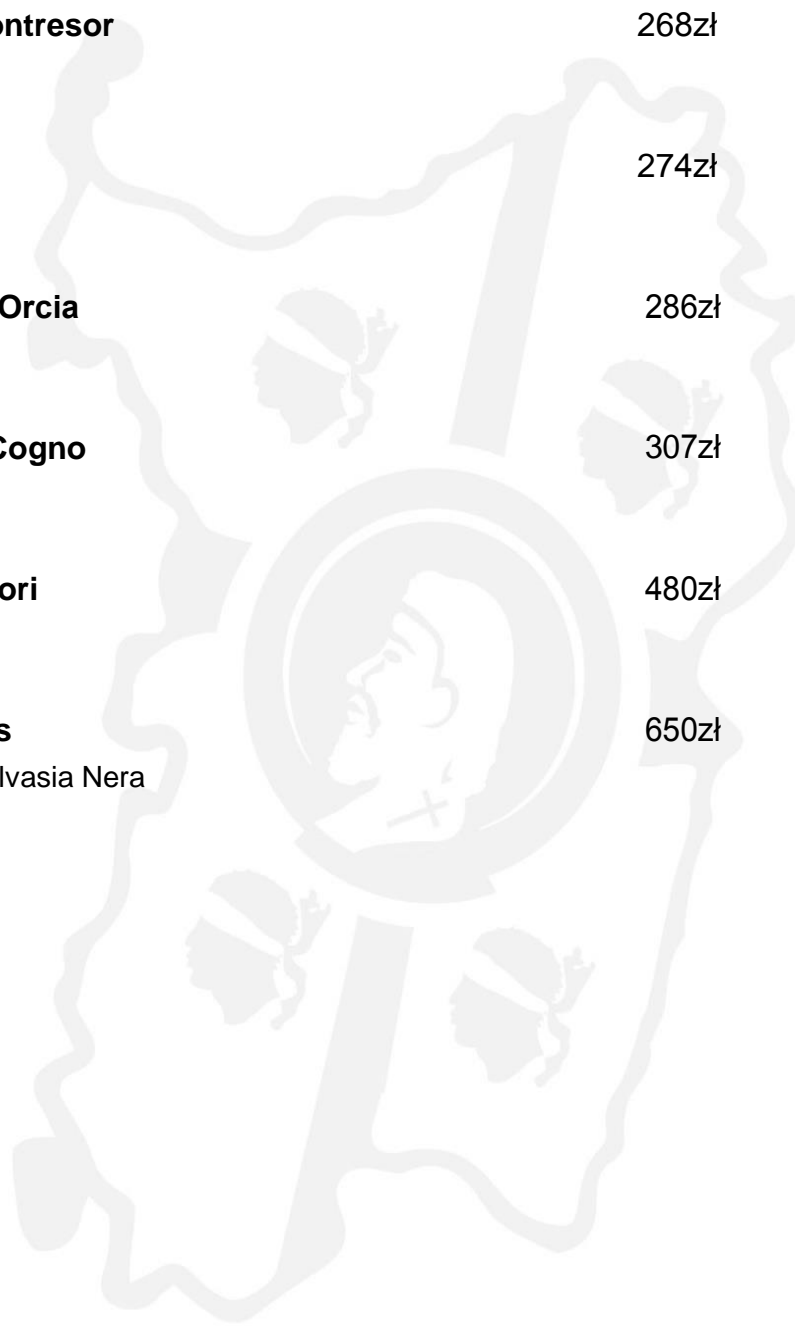 ontresor 268zł
274zł
Orcia 286zł
Cogno 307zł
ori 480zł
s 650zł
lvasia Nera